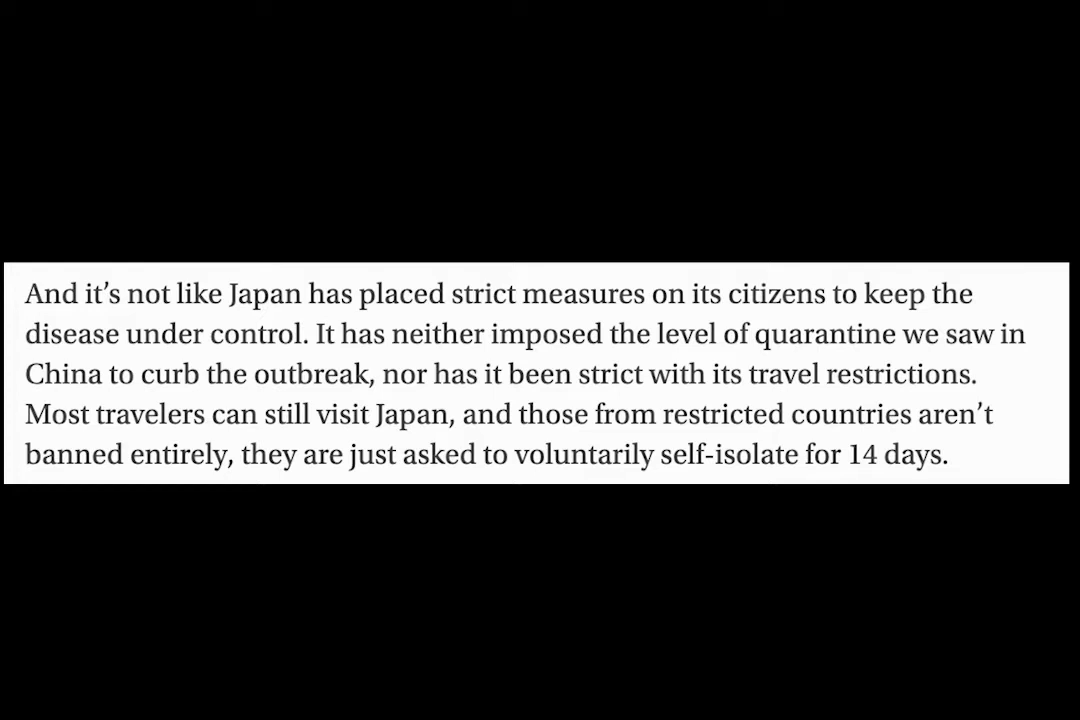 And it’s not like Japan has placed strict measures on its citizens to keep the
disease under control. It has neither imposed the level of quarantine we saw in
China to curb the outbreak, nor has it been strict with its travel restrictions.
Most travelers can still visit Japan, and those from restricted countries aren’t
banned entirely, they are just asked to voluntarily self-isolate for 14 days.